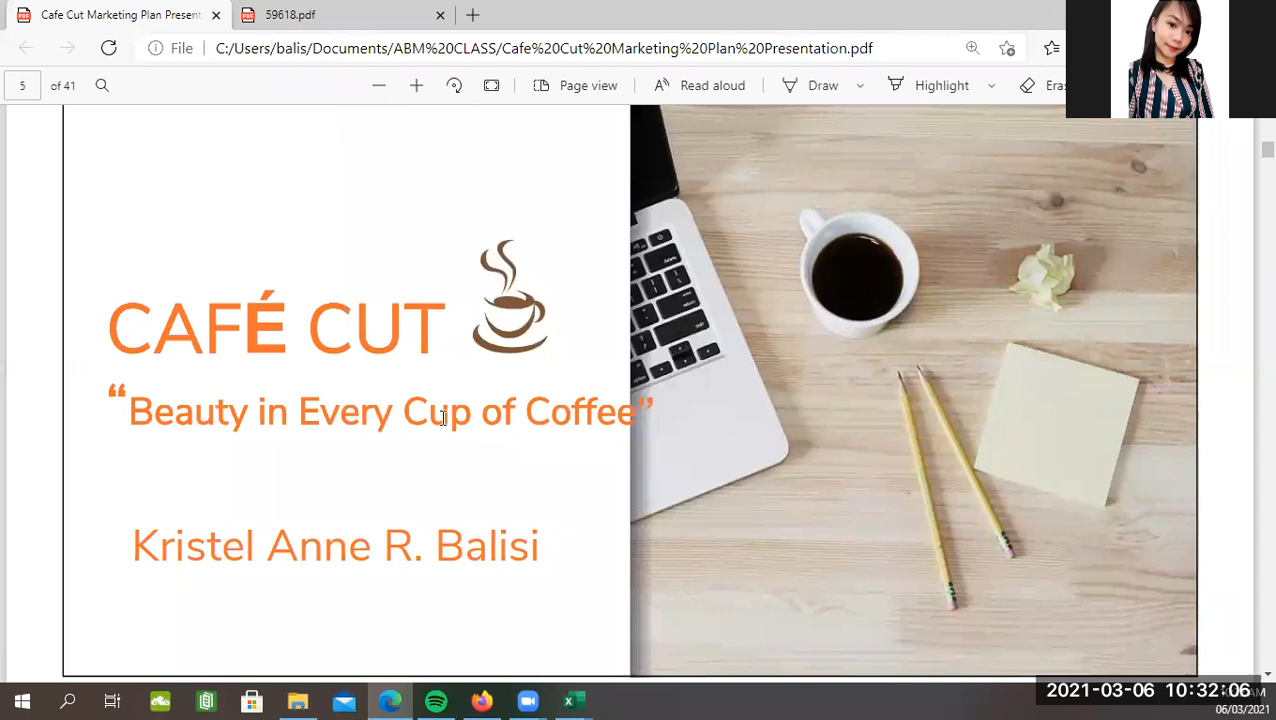 Cafe Cut Marketing Plan Present
59618.pdf
File
C:/Users/balis/Documents/ABM%20CLASS/Cafe%20Cut%20Marketing%20Plan%20Presentation.pdf
5 of 41
Page view
Read aloud
Draw
Highlight
Eras
CAFÉ CUT
“Beauty in Every Cup of Coffee”
Kristel Anne R. Balisi
2021-03-06 10:32:06
06/03/2021